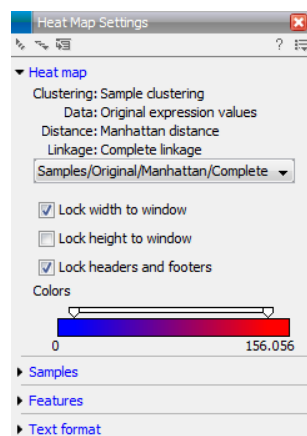 Heat Map Settings
?
Heat map
Clustering: Sample clustering
Data: Original expression values
Distance: Manhattan distance
Linkage: Complete linkage
Samples/Original/Manhattan/Complete
Lock width to window
Lock height to window
Lock headers and footers
Colors
0 156.056
Samples
Features
Text format